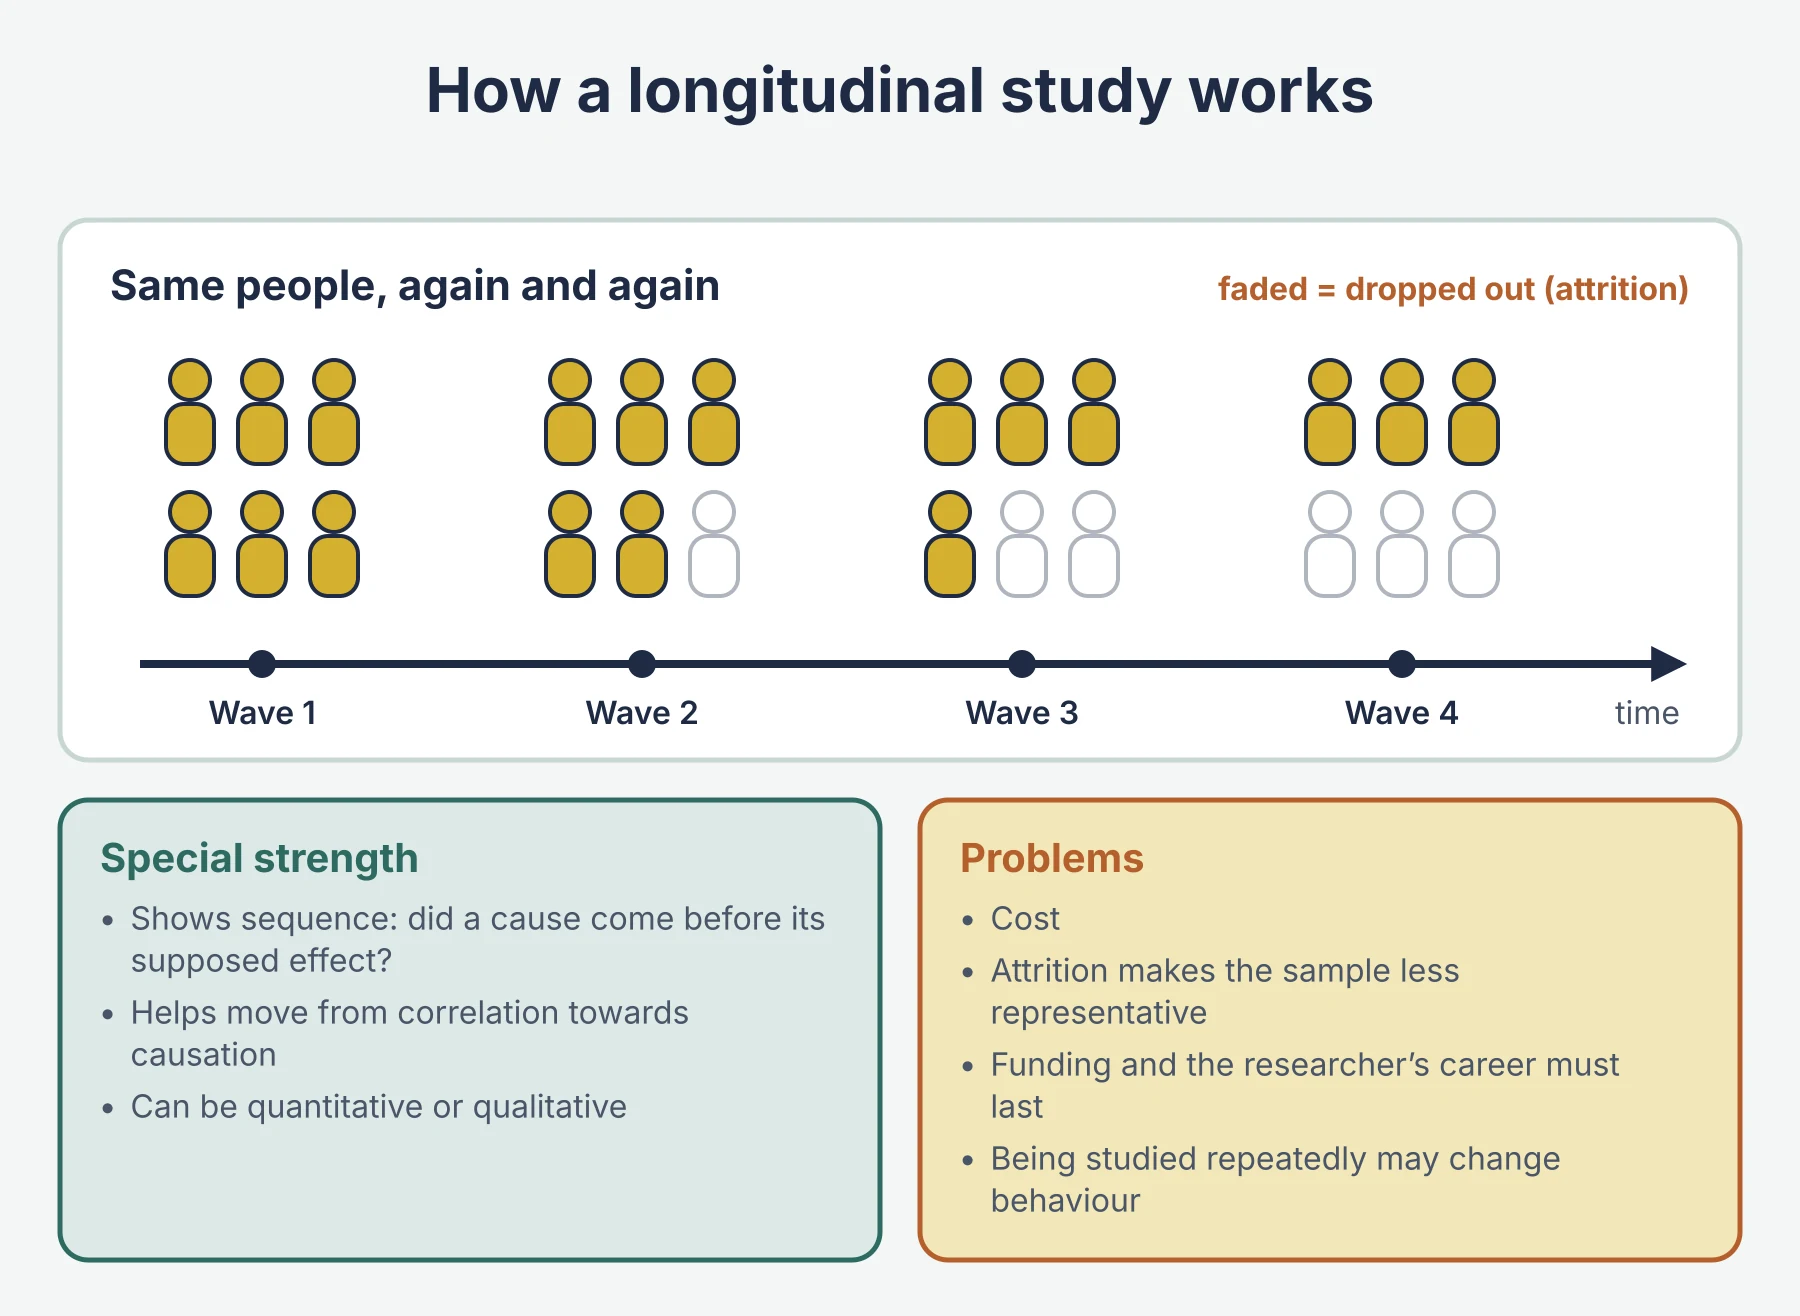 How a longitudinal study works
Same people, again and again
faded = dropped out (attrition)
Wave 1
Wave 2
Wave 3
Wave 4
time
Special strength
• Shows sequence: did a cause come before its
supposed effect?
• Helps move from correlation towards
causation
• Can be quantitative or qualitative
Problems
• Cost
• Attrition makes the sample less
representative
• Funding and the researcher’s career must
last
• Being studied repeatedly may change
behaviour